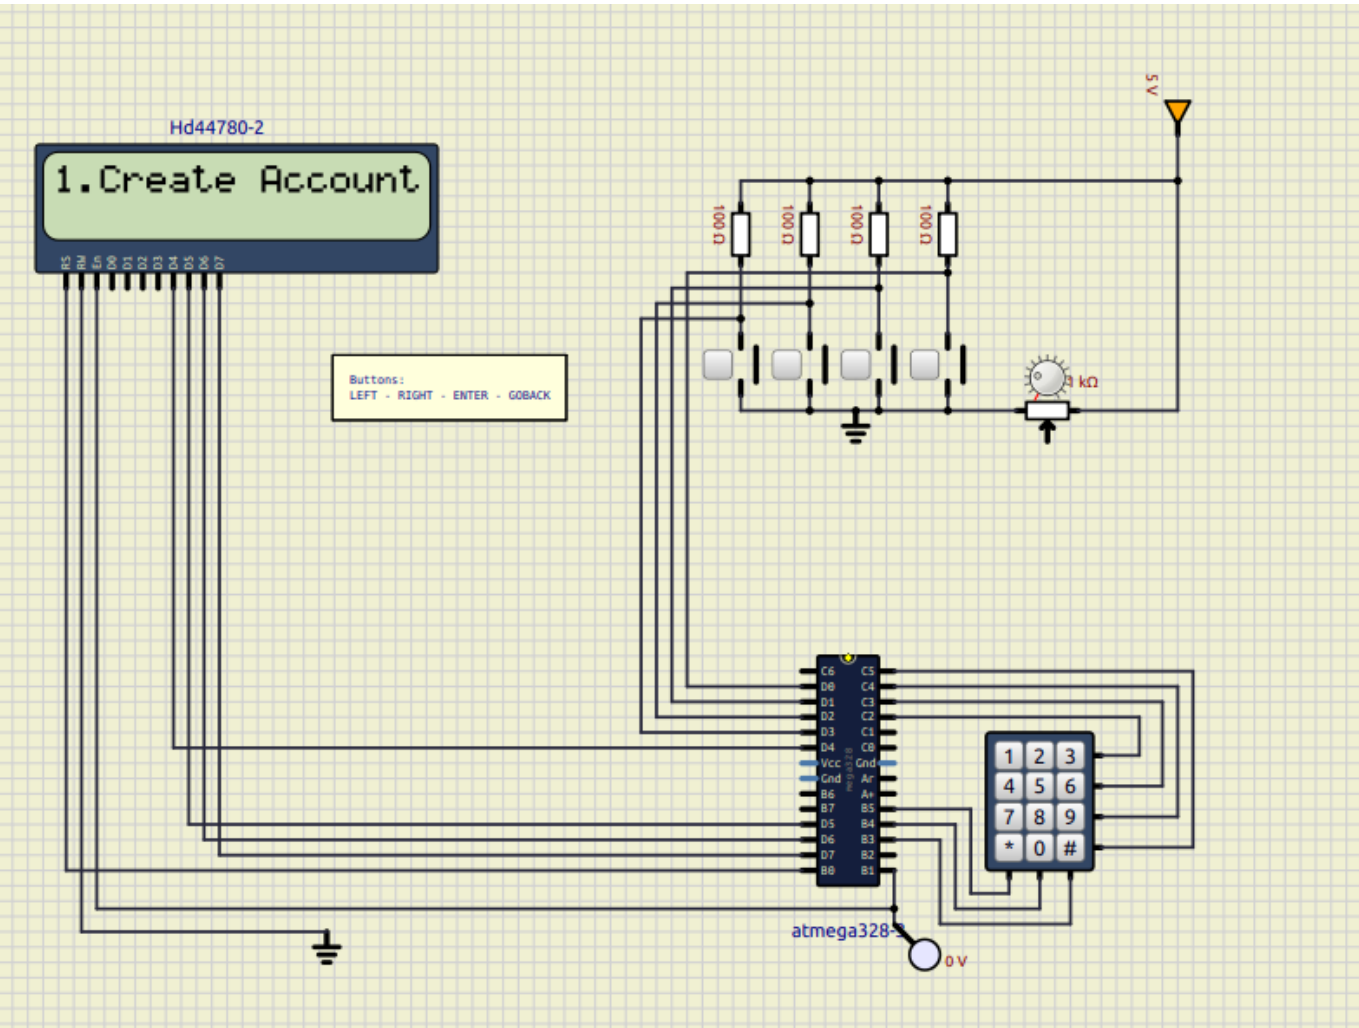 5 V
Hd44780-2
1.Create Account
100 Ω
100 Ω
100 Ω
100 Ω
RS
RW
En
D0
D1
D2
D3
D4
D5
D6
D7
Buttons:
LEFT - RIGHT - ENTER - GOBACK
1 kΩ
C6 C5
D0 C4
D1 C3
D2 C2
D3 C1
D4 C0
Vcc Gnd
Gnd Ar
B6 A+
B7 B5
D5 B4
D6 B3
D7 B2
B0 B1
mega328
1 2 3
4 5 6
7 8 9
* 0 #
atmega328-
0 V